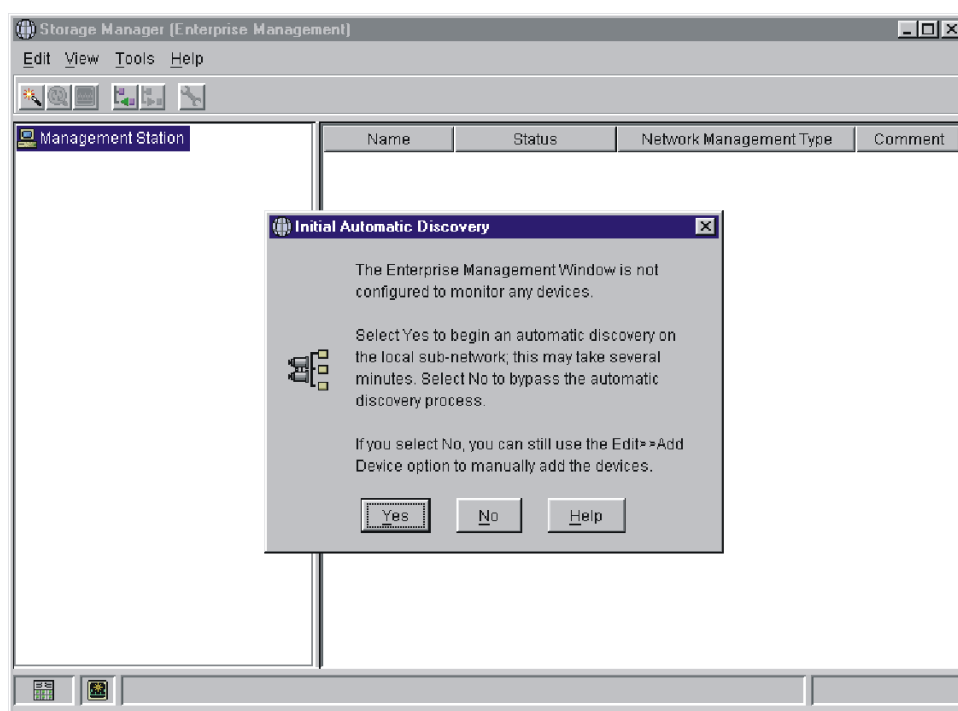 Storage Manager (Enterprise Management)
Edit View Tools Help
Management Station
Name Status Network Management Type Comment
Initial Automatic Discovery
The Enterprise Management Window is not
configured to monitor any devices.
Select Yes to begin an automatic discovery on
the local sub-network; this may take several
minutes. Select No to bypass the automatic
discovery process.
If you select No, you can still use the Edit>>Add
Device option to manually add the devices.
Yes No Help